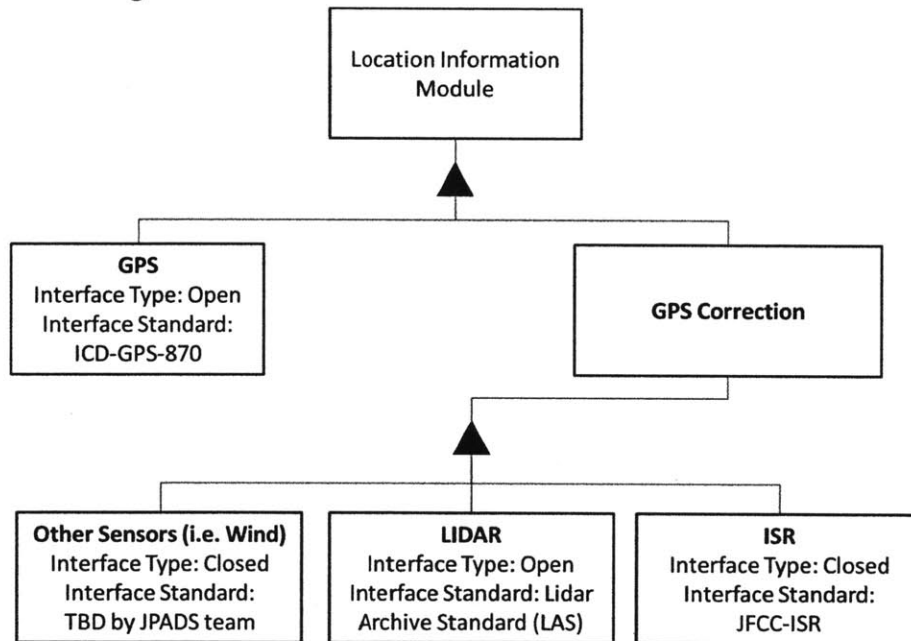 Location Information
Module
GPS
Interface Type: Open
Interface Standard:
ICD-GPS-870
GPS Correction
Other Sensors (i.e. Wind)
Interface Type: Closed
Interface Standard:
TBD by JPADS team
LIDAR
Interface Type: Open
Interface Standard: Lidar
Archive Standard (LAS)
ISR
Interface Type: Closed
Interface Standard:
JFCC-ISR